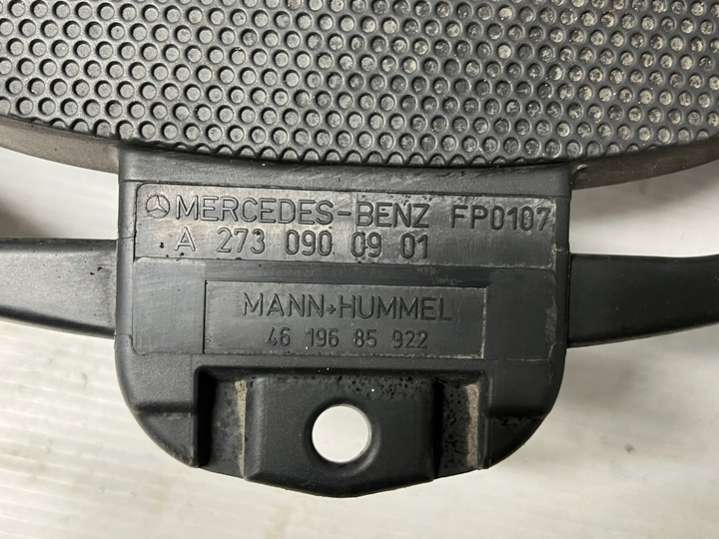 MERCEDES-BENZ FP0107
A 273 090 09 01
MANN+HUMMEL
46 196 85 922